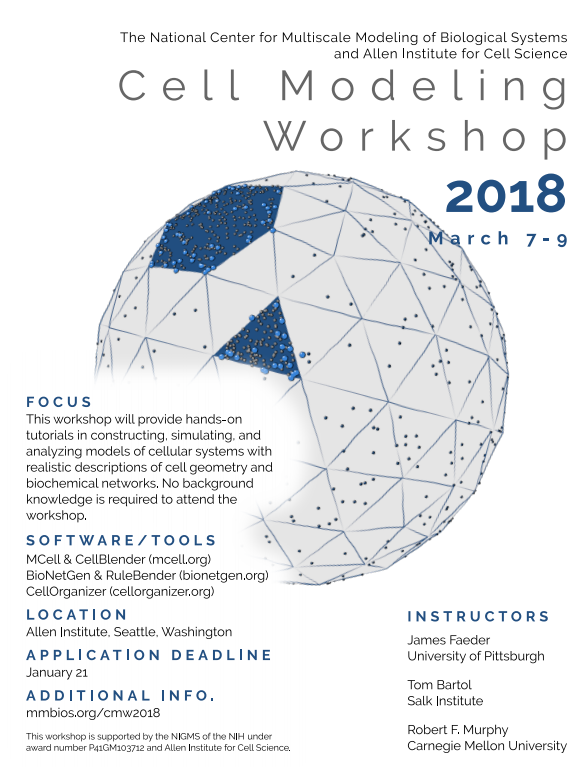 The National Center for Multiscale Modeling of Biological Systems
and Allen Institute for Cell Science
Cell Modeling
Workshop
2018
March 7-9
FOCUS
This workshop will provide hands-on
tutorials in constructing, simulating, and
analyzing models of cellular systems with
realistic descriptions of cell geometry and
biochemical networks. No background
knowledge is required to attend the
workshop.
SOFTWARE/TOOLS
MCell & CellBlender (mcell.org)
BioNetGen & RuleBender (bionetgen.org)
CellOrganizer (cellorganizer.org)
LOCATION
Allen Institute, Seattle, Washington
APPLICATION DEADLINE
January 21
ADDITIONAL INFO.
mmbios.org/cmw2018
This workshop is supported by the NIGMS of the NIH under
award number P41GM103712 and Allen Institute for Cell Science.
INSTRUCTORS
James Faeder
University of Pittsburgh
Tom Bartol
Salk Institute
Robert F. Murphy
Carnegie Mellon University